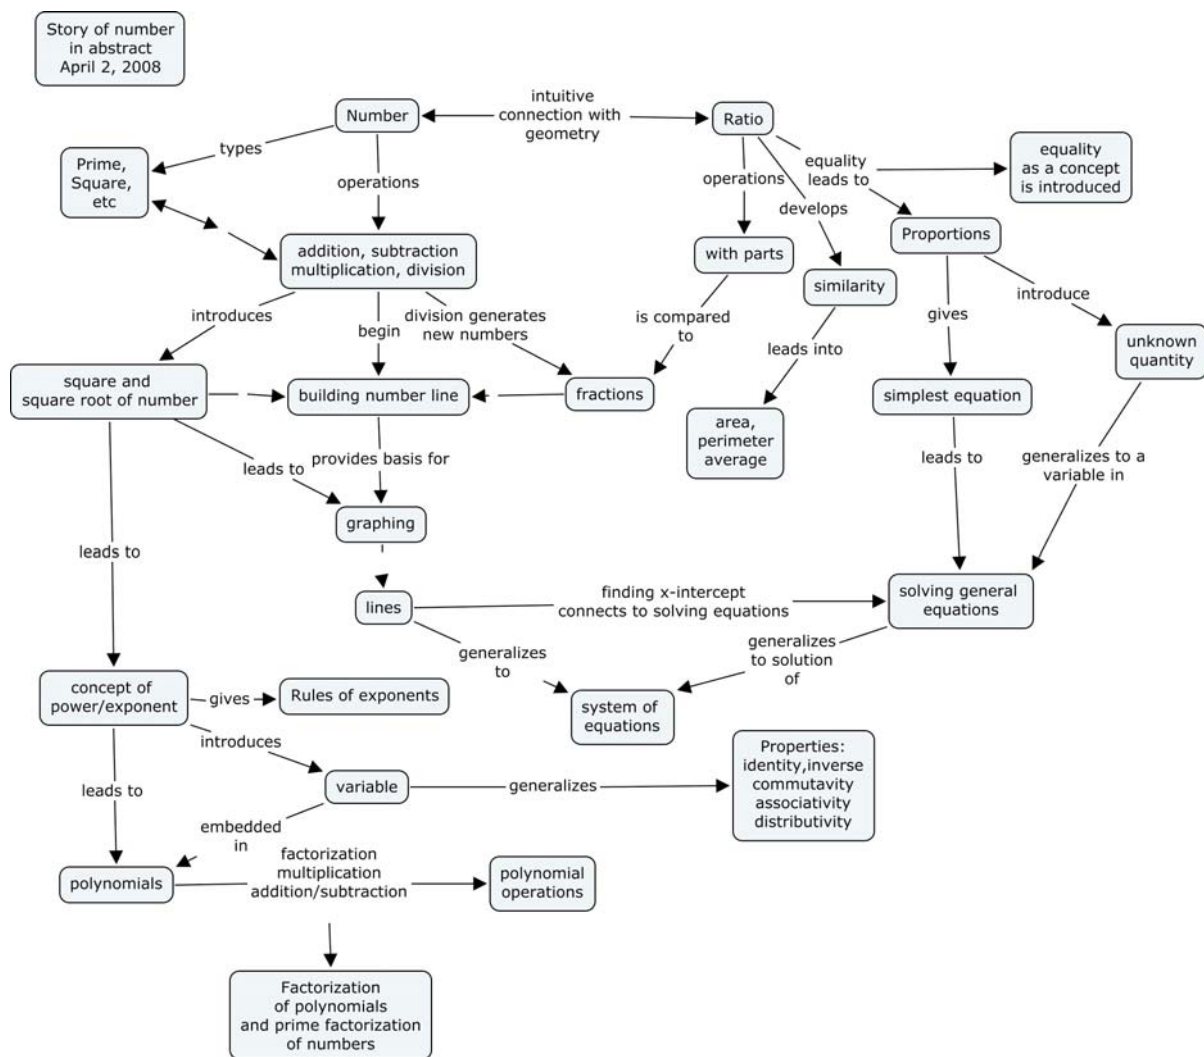 Story of number
in abstract
April 2, 2008
Number
intuitive
connection with
geometry
Ratio
types
Prime,
Square,
etc
operations
operations
equality
leads to
equality
as a concept
is introduced
develops
Proportions
addition, subtraction
multiplication, division
with parts
similarity
introduces
begin
division generates
new numbers
is compared
to
gives
introduce
leads into
unknown
quantity
square and
square root of number
building number line
fractions
simplest equation
area,
perimeter
average
leads to
provides basis for
leads to
generalizes to a
variable in
graphing
leads to
lines
finding x-intercept
connects to solving equations
solving general
equations
generalizes
to
generalizes
to solution
of
concept of
power/exponent
gives
Rules of exponents
system of
equations
introduces
Properties:
identity,inverse
commutavity
associativity
distributivity
leads to
variable
generalizes
embedded
in
polynomials
factorization
multiplication
addition/subtraction
polynomial
operations
Factorization
of polynomials
and prime factorization
of numbers